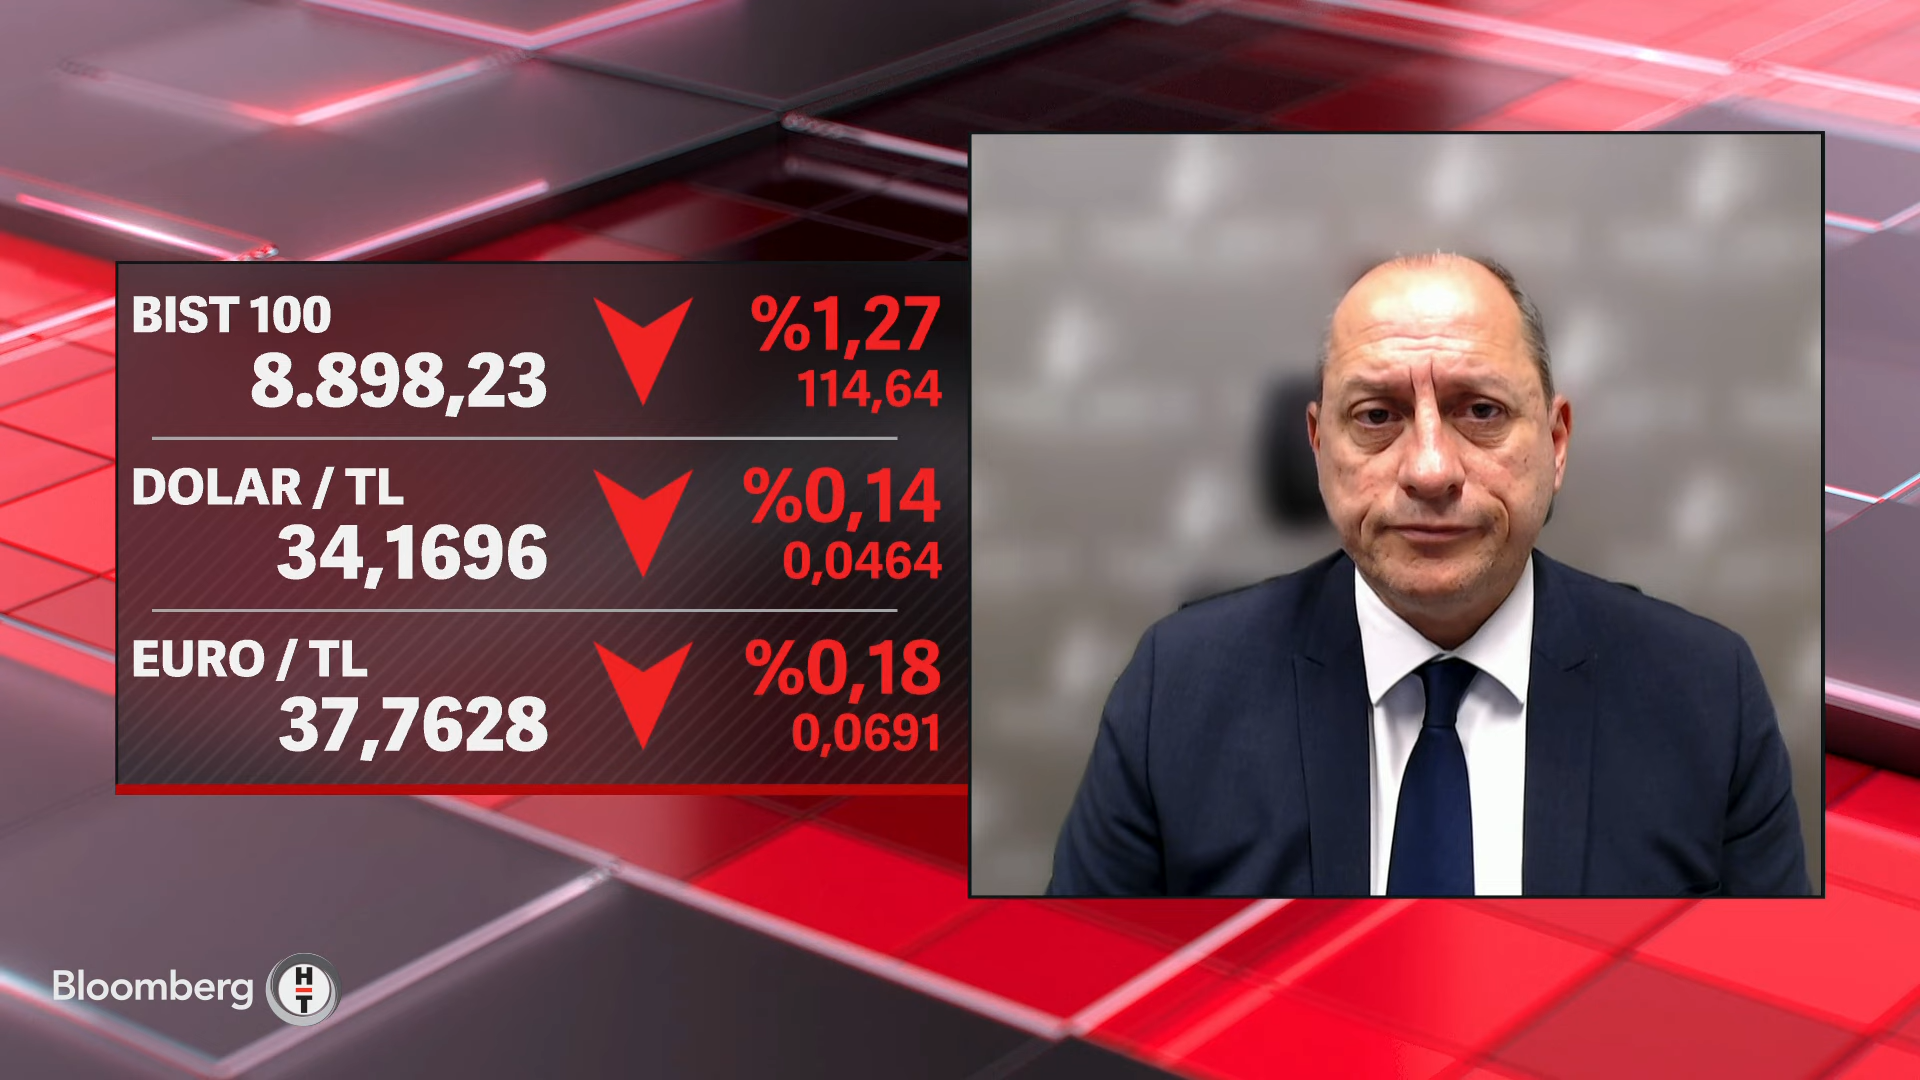 BIST 100
8.898,23
%1,27
114,64
DOLAR / TL
34,1696
%0,14
0,0464
EURO / TL
37,7628
%0,18
0,0691
Bloomberg HT